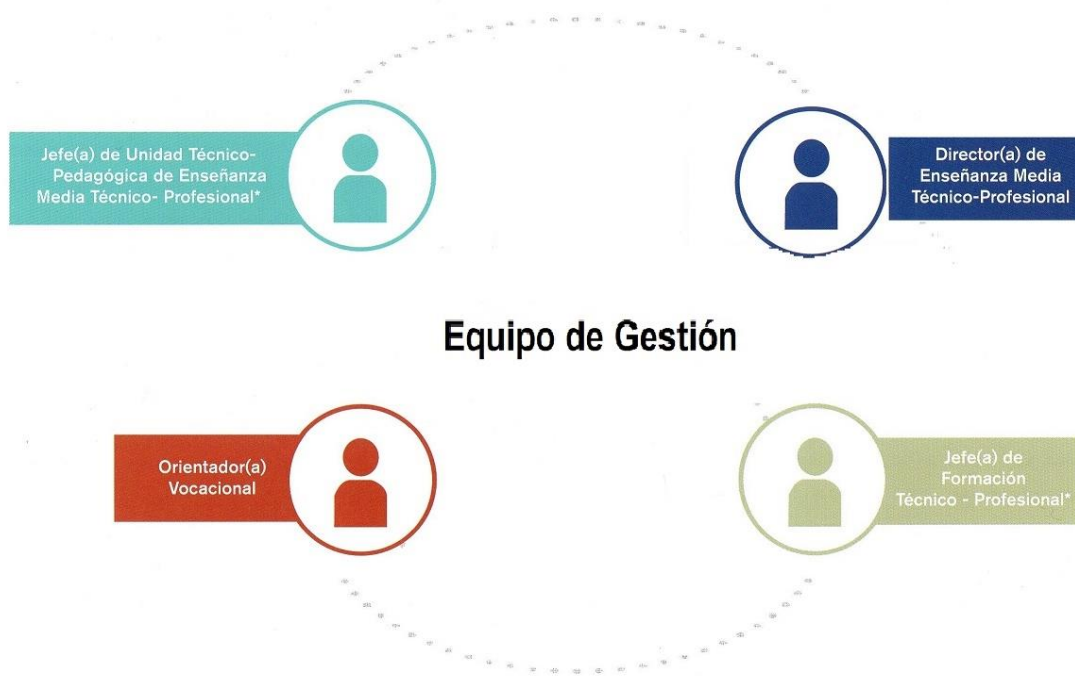 Jefe(a) de Unidad Técnico-
Pedagógica de Enseñanza
Media Técnico- Profesional*
Director(a) de
Enseñanza Media
Técnico-Profesional
Equipo de Gestión
Orientador(a)
Vocacional
Jefe(a) de
Formación
Técnico - Profesional*